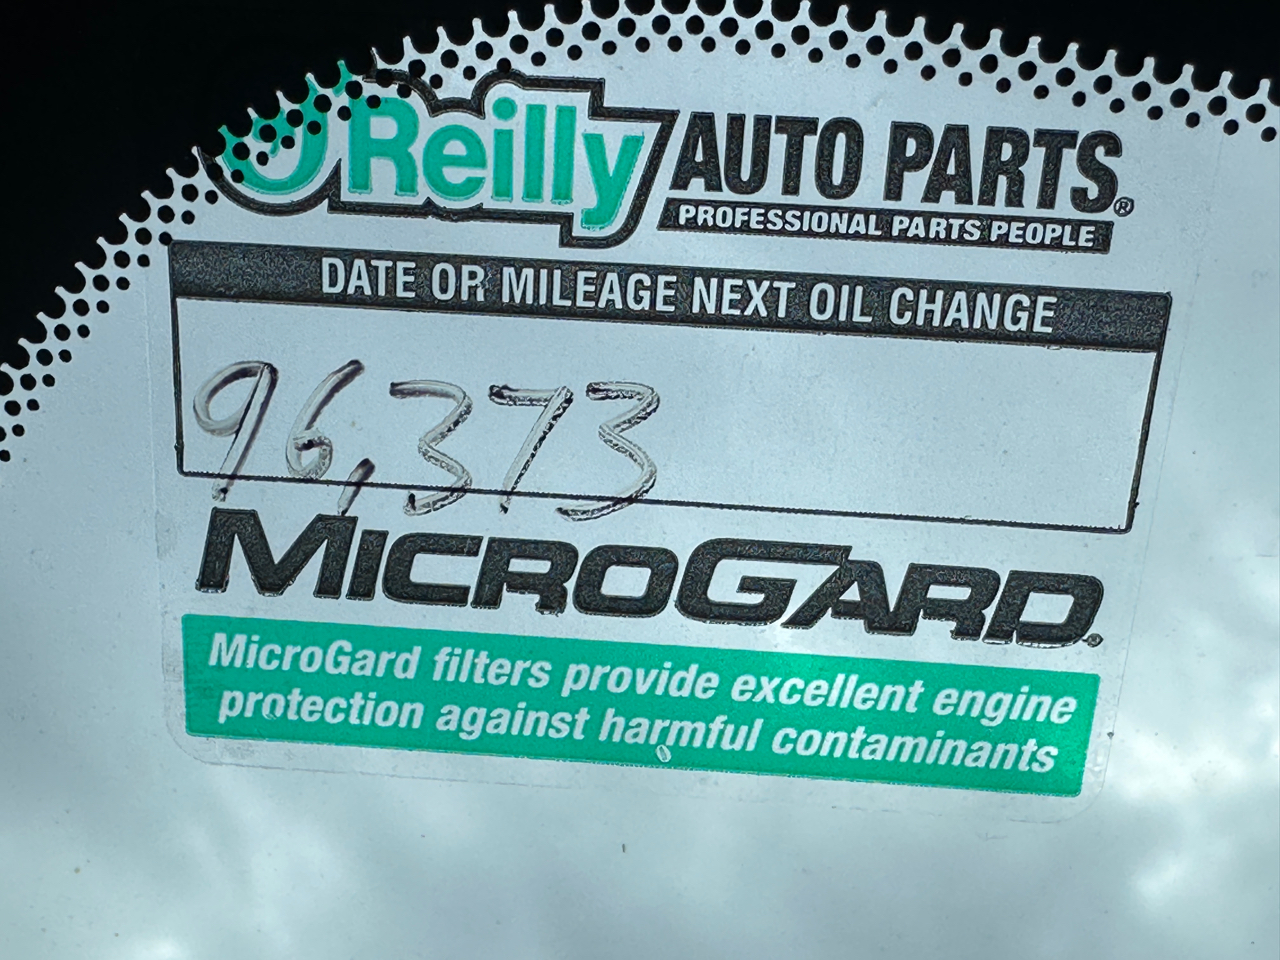 O'Reilly AUTO PARTS®
PROFESSIONAL PARTS PEOPLE
DATE OR MILEAGE NEXT OIL CHANGE
96,373
MICROGARD®
MicroGard filters provide excellent engine
protection against harmful contaminants